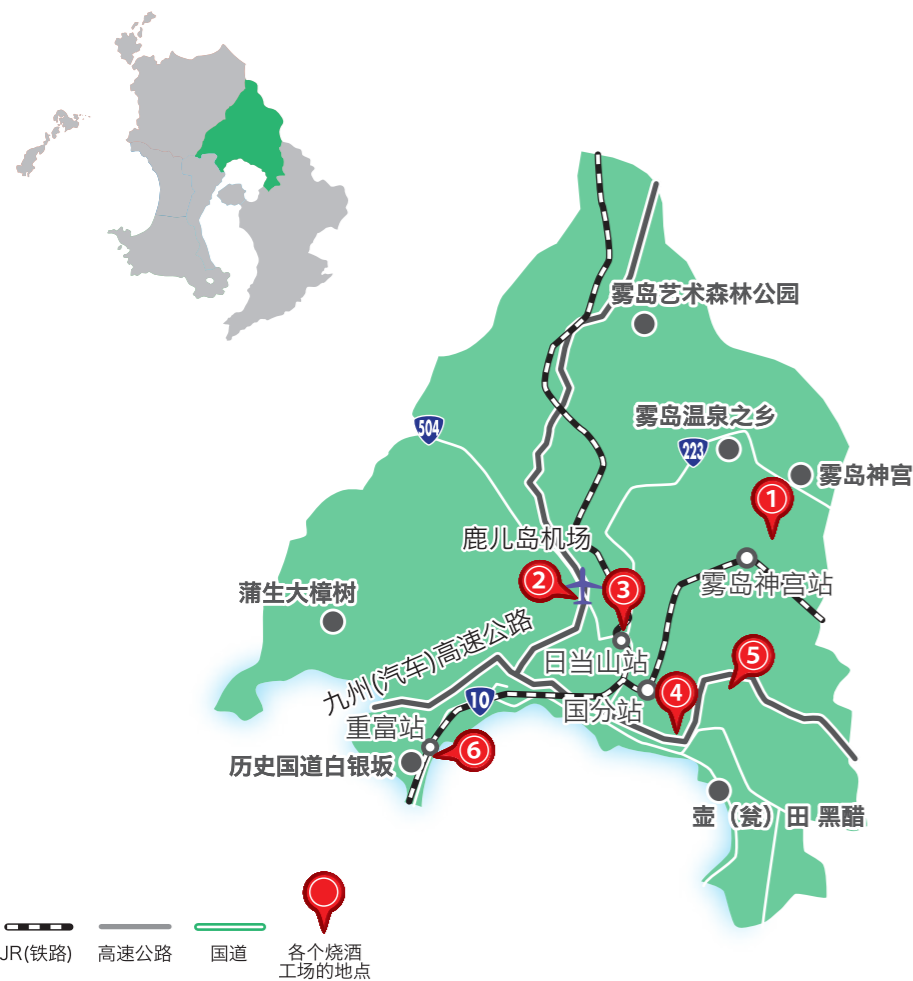 雾岛艺术森林公园
雾岛温泉之乡
504
223
雾岛神宫
1
鹿儿岛机场
2
3
雾岛神宫站
蒲生大樟树
九州(汽车)高速公路
日当山站
5
4
10
国分站
重富站
6
历史国道白银坂
壶（瓮）田 黑醋
JR(铁路)
高速公路
国道
各个烧酒
工场的地点